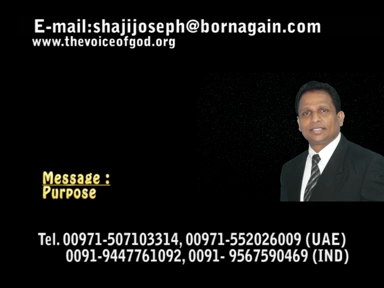 E-mail:shajijoseph@bornagain.com
www.thevoiceofgod.org
Message :
Purpose
Tel. 00971-507103314, 00971-552026009 (UAE)
0091-9447761092, 0091- 9567590469 (IND)